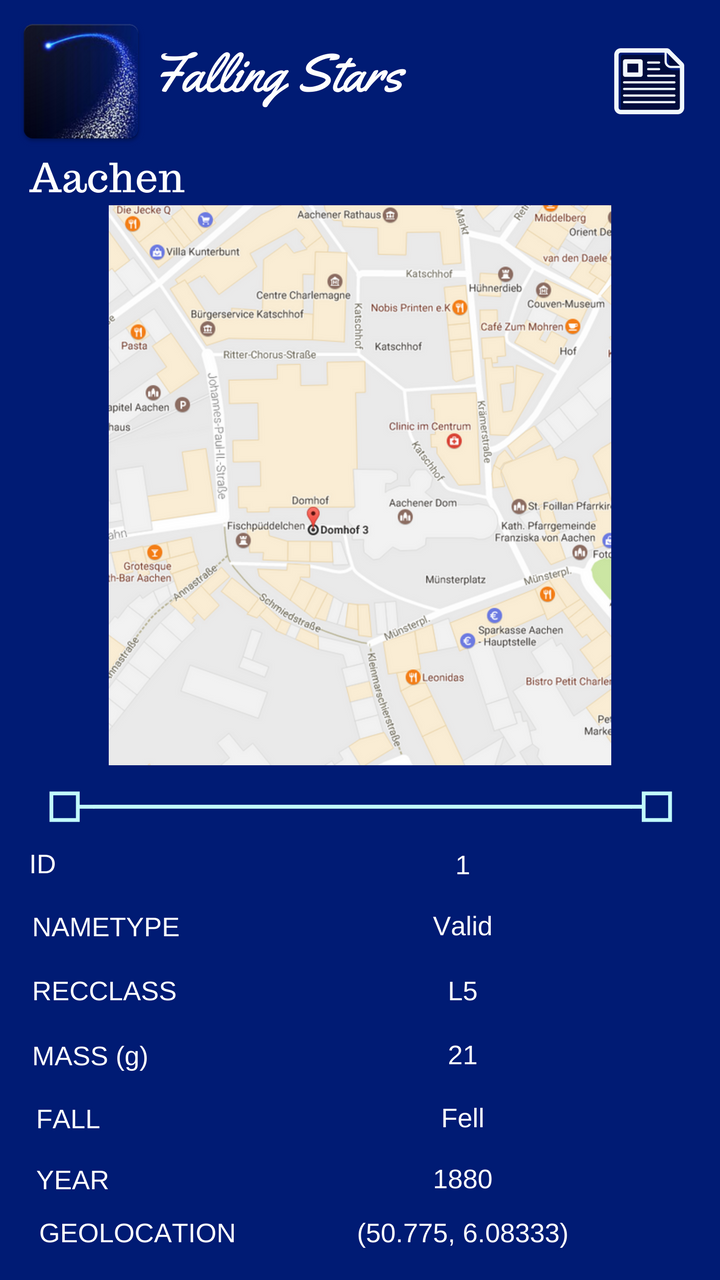 Falling Stars
Aachen
Die Jecke Q
Aachener Rathaus
Markt
Middelberg
Orient De
Villa Kunterbunt
van den Daele
Katschhof
Hühnerdieb
Centre Charlemagne
Couven-Museum
Nobis Printen e.K
Bürgerservice Katschhof
Katschhof
Café Zum Mohren
Pasta
Katschhof
Hof
Ritter-Chorus-Straße
Johannes-Paul-II.-Straße
apitel Aachen
P
haus
Krämerstraße
Clinic im Centrum
Katschhof
Domhof
Aachener Dom
St. Foillan Pfarrkir
Fischpüddelchen
Domhof 3
Kath. Pfarrgemeinde
Franziska von Aachen
ahn
Foto
Grotesque
ch-Bar Aachen
Annastraße
Münsterplatz
Münsterpl.
Schmiedstraße
Münsterpl.
Sparkasse Aachen
- Hauptstelle
nnastraße
Kleinmarschierstraße
Leonidas
Bistro Petit Charle
Pet
Marke
ID 1
NAMETYPE Valid
RECCLASS L5
MASS (g) 21
FALL Fell
YEAR 1880
GEOLOCATION (50.775, 6.08333)